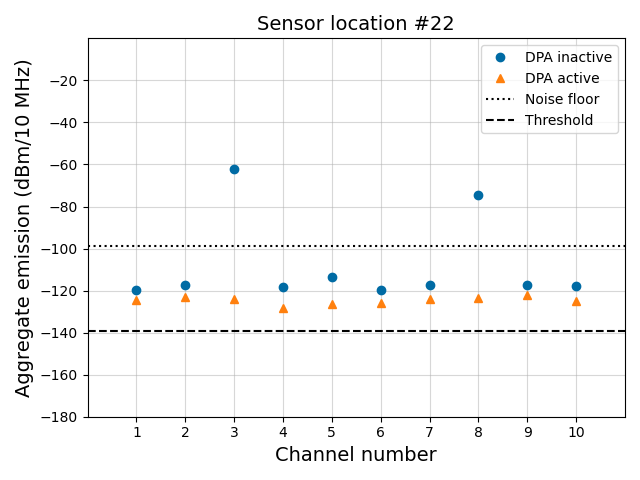 Sensor location #22
Aggregate emission (dBm/10 MHz)
−20
−40
−60
−80
−100
−120
−140
−160
−180
DPA inactive
DPA active
Noise floor
Threshold
1 2 3 4 5 6 7 8 9 10
Channel number